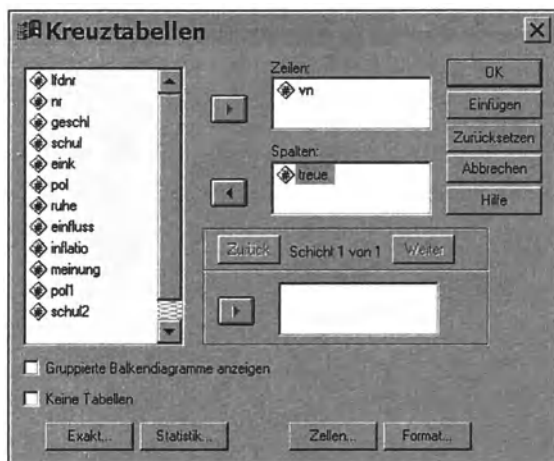 Kreuztabellen
lfdnr
nr
geschl
schul
eink
pol
ruhe
einfluss
inflatio
meinung
pol1
schul2
Zeilen:
vn
Spalten:
treue
Zurück Schicht 1 von 1 Weiter
OK
Einfügen
Zurücksetzen
Abbrechen
Hilfe
Gruppierte Balkendiagramme anzeigen
Keine Tabellen
Exakt... Statistik... Zellen... Format...